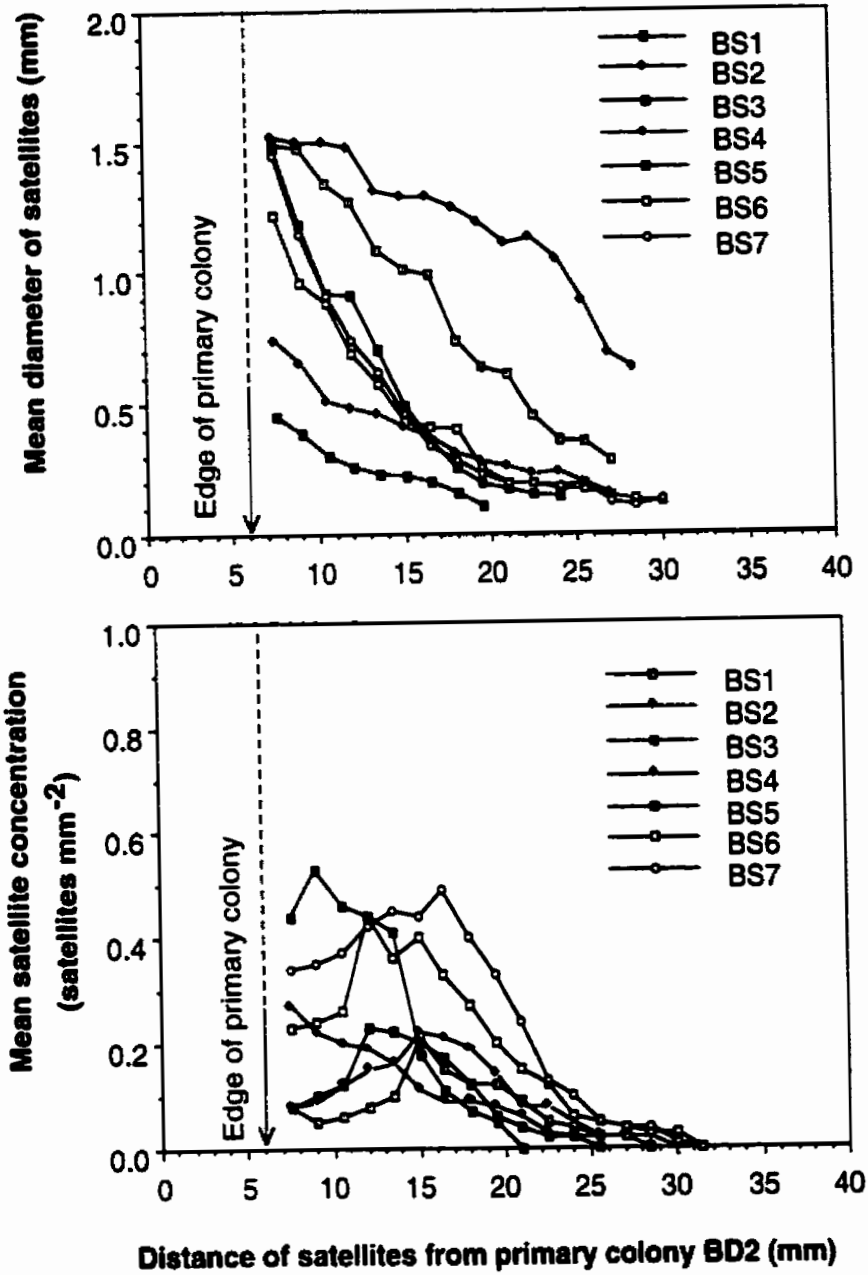 Mean diameter of satellites (mm)
2.0
1.5
1.0
0.5
0.0
Edge of primary colony
BS1
BS2
BS3
BS4
BS5
BS6
BS7
0 5 10 15 20 25 30 35 40
Mean satellite concentration
(satellites mm⁻²)
1.0
0.8
0.6
0.4
0.2
0.0
Edge of primary colony
BS1
BS2
BS3
BS4
BS5
BS6
BS7
0 5 10 15 20 25 30 35 40
Distance of satellites from primary colony BD2 (mm)